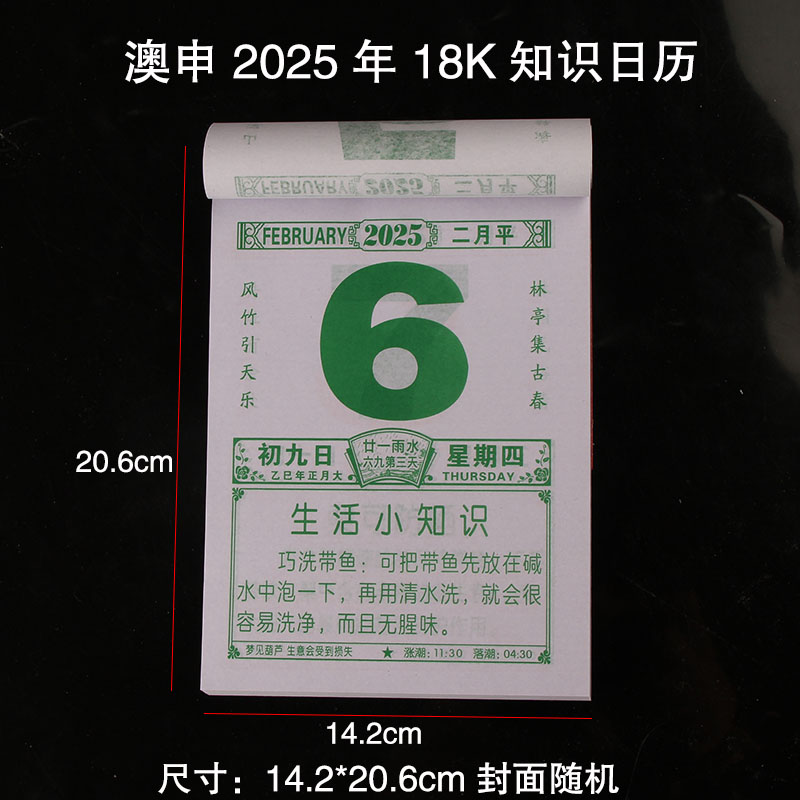 澳申 2025 年 18K 知识日历
FEBRUARY 2025 二月平
FEBRUARY 2025 二月平
6
风竹引天乐
林亭集古春
初九日
乙巳年正月大
廿一雨水
六九第三天
星期四
THURSDAY
生活小知识
巧洗带鱼：可把带鱼先放在碱
水中泡一下，再用清水洗，就会很
容易洗净，而且无腥味。
梦见葫芦 生意会受到损失 ★ 涨潮：11:30 落潮：04:30
20.6cm
14.2cm
尺寸：14.2*20.6cm 封面随机